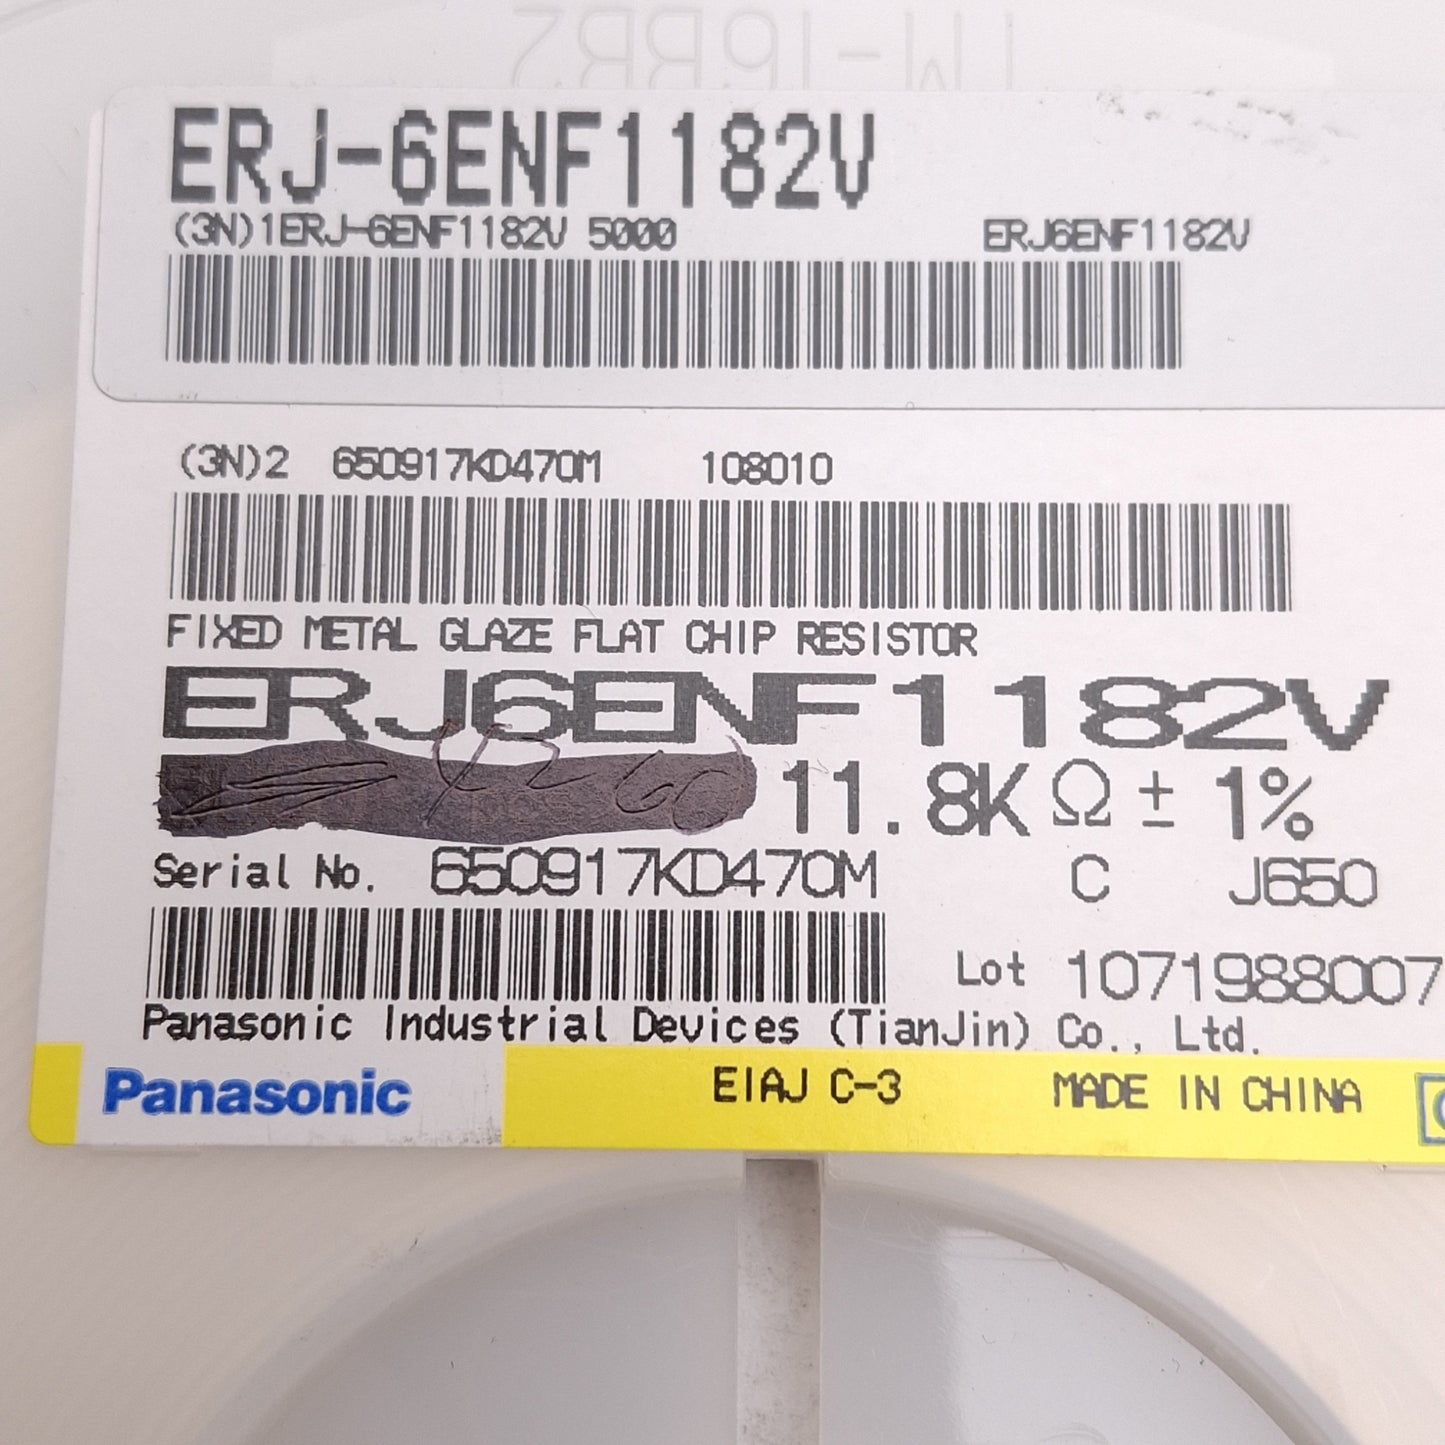 ERJ-6ENF1182V
(3N)1ERJ-6ENF1182V 5000 ERJ6ENF1182V
(3N)2 650917KD470M 108010
FIXED METAL GLAZE FLAT CHIP RESISTOR
ERJ6ENF1182V
11.8KΩ ± 1%
Serial No. 650917KD470M C J650
Lot 1071988007
Panasonic Industrial Devices (TianJin) Co., Ltd.
Panasonic EIAJ C-3 MADE IN CHINA